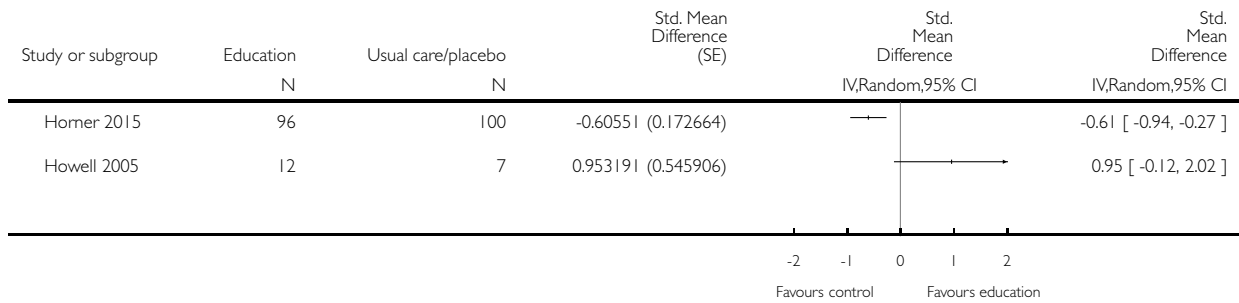 Study or subgroup Education Usual care/placebo Std. Mean Difference (SE) Std. Mean Difference Std. Mean Difference
N N IV,Random,95% CI IV,Random,95% CI
Horner 2015 96 100 -0.60551 (0.172664) -0.61 [ -0.94, -0.27 ]
Howell 2005 12 7 0.953191 (0.545906) 0.95 [ -0.12, 2.02 ]
-2 -1 0 1 2
Favours control Favours education